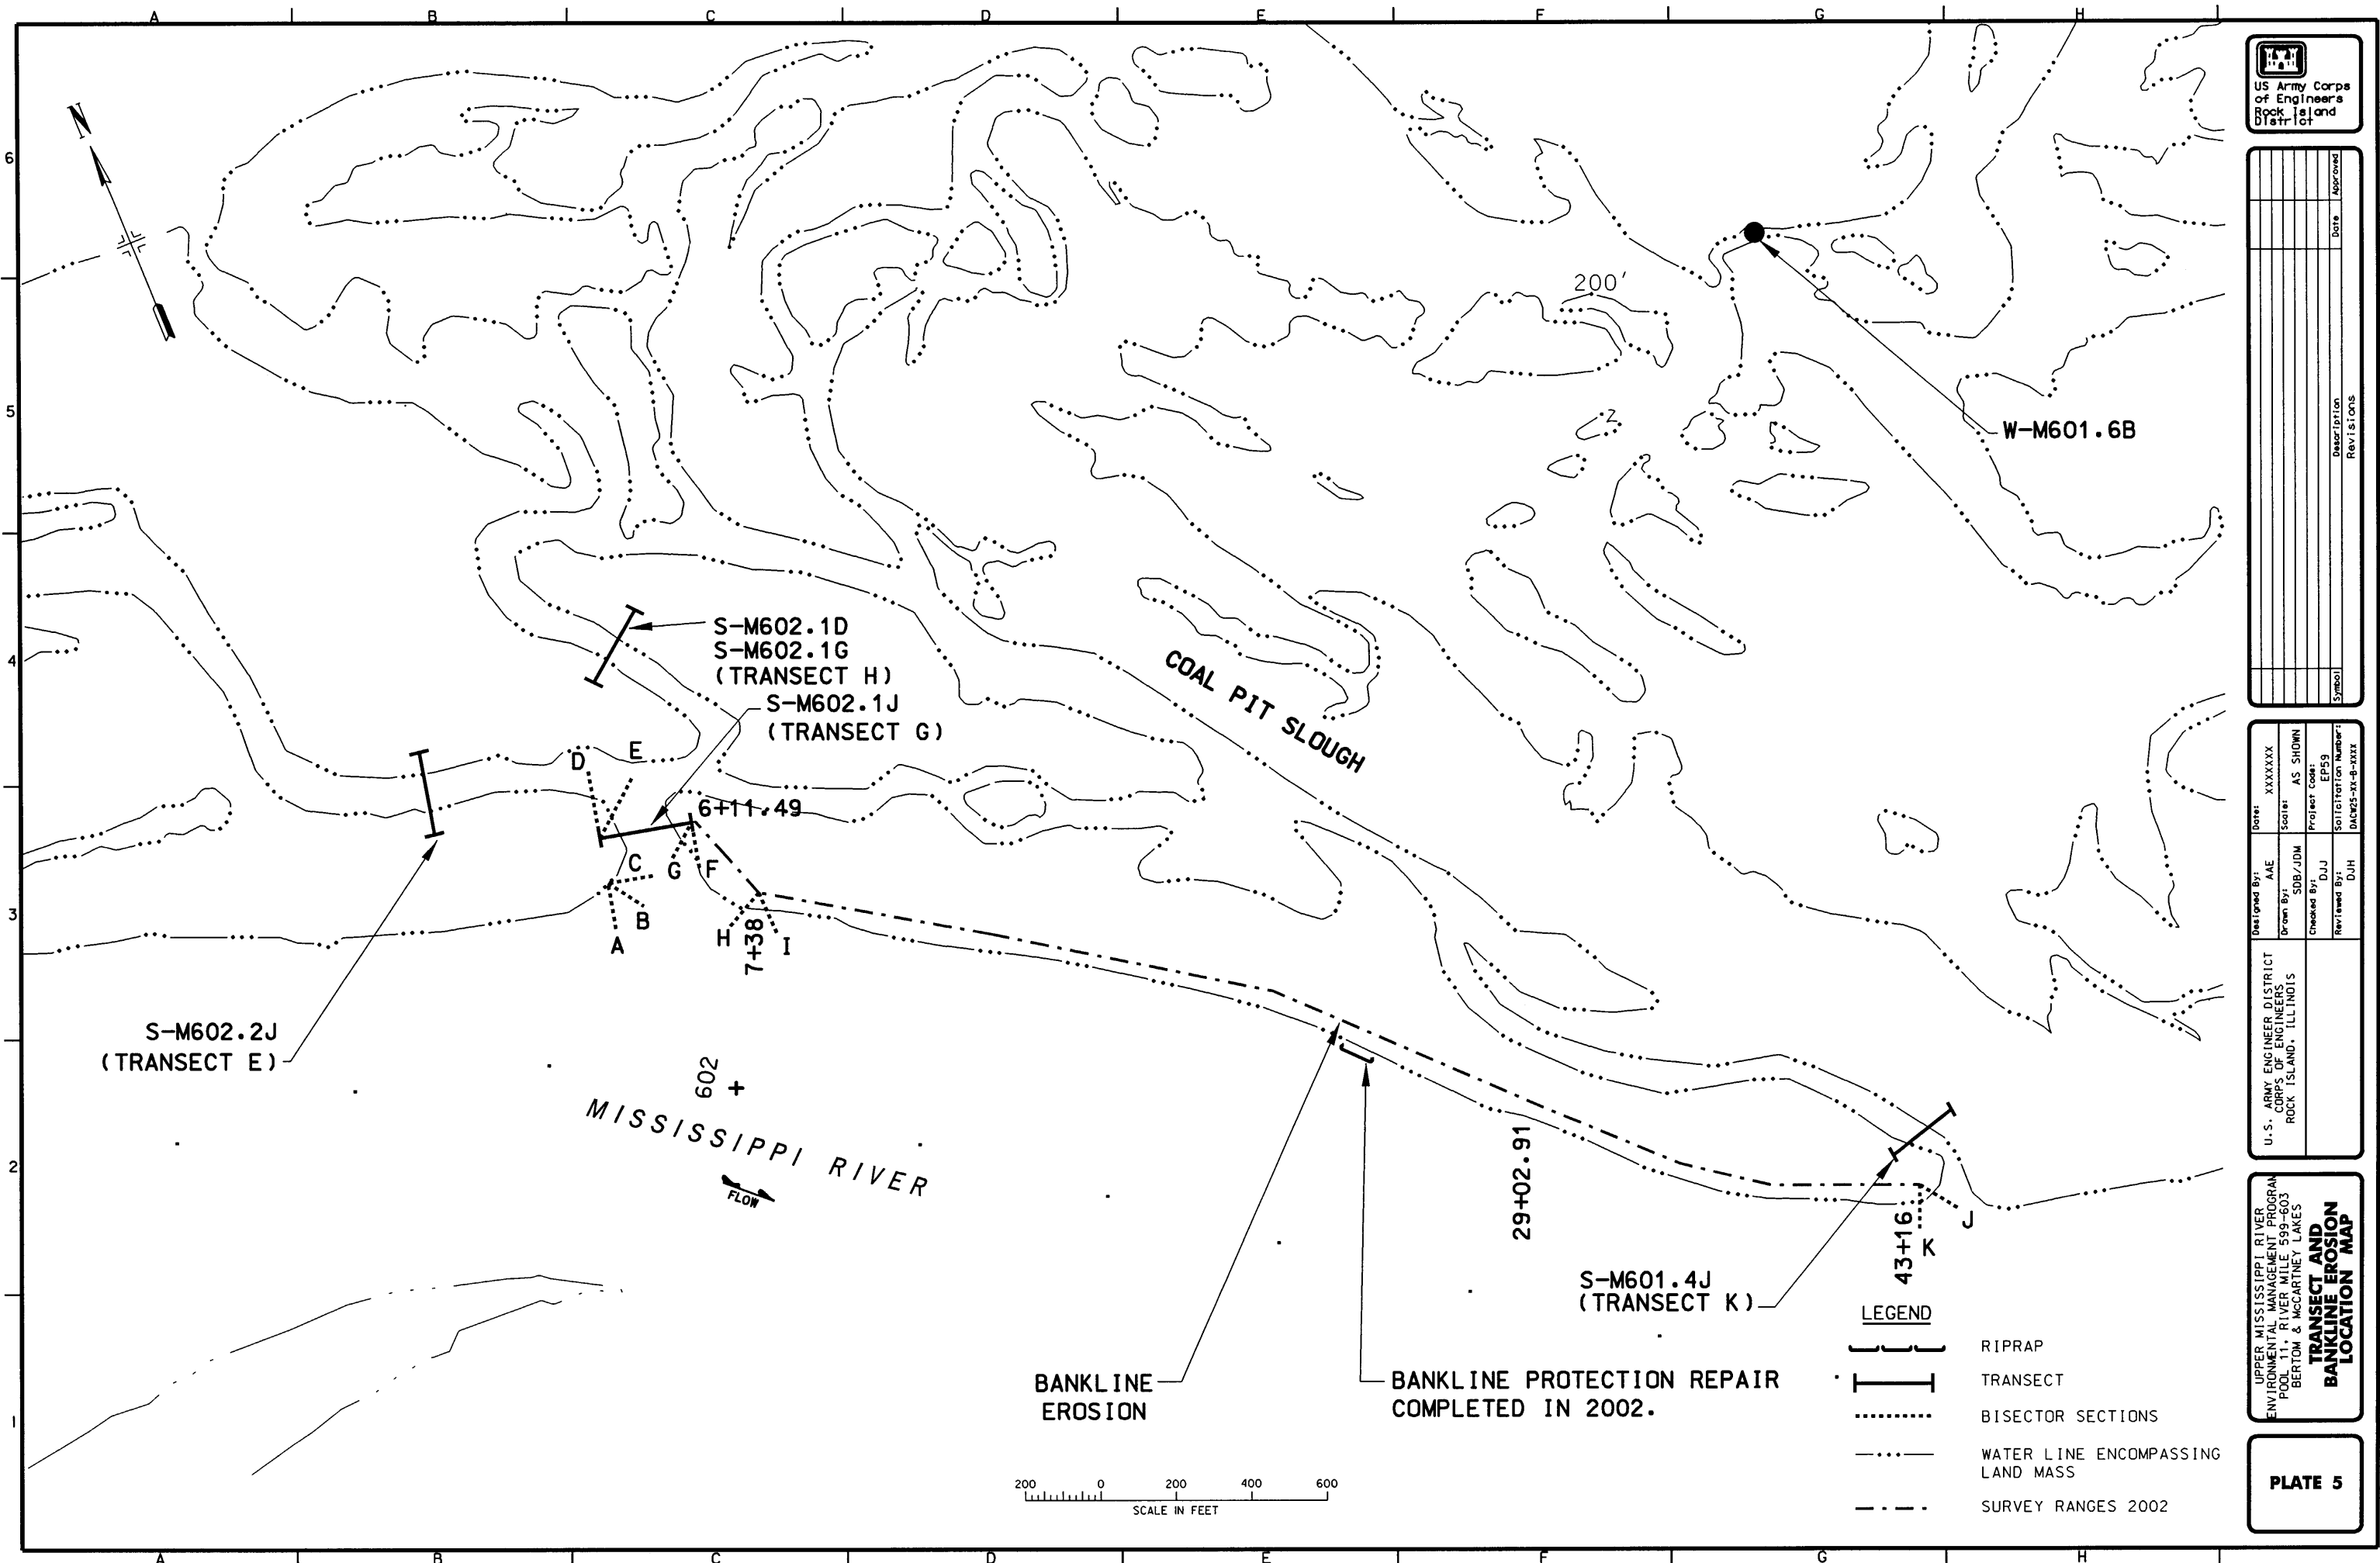 A B C D E F G H
6
5
4
3
2
1
N
200'
W-M601.6B
S-M602.1D
S-M602.1G
(TRANSECT H)
S-M602.1J
(TRANSECT G)
COAL PIT SLOUGH
D
E
6+11.49
C
G
F
B
A
H
7+38
I
S-M602.2J
(TRANSECT E)
602
MISSISSIPPI RIVER
FLOW
29+02.91
S-M601.4J
(TRANSECT K)
43+16
J
K
BANKLINE
EROSION
BANKLINE PROTECTION REPAIR
COMPLETED IN 2002.
LEGEND
RIPRAP
TRANSECT
BISECTOR SECTIONS
WATER LINE ENCOMPASSING
LAND MASS
SURVEY RANGES 2002
200 0 200 400 600
SCALE IN FEET
A B C D E F G H
US Army Corps
of Engineers
Rock Island
District
Symbol Description Date Approved
Revisions
Designed By: AAE
Date: XXXXXX
Drawn By: SDB/JDM
Scale: AS SHOWN
Checked By: DJJ
Project Code: EP59
Reviewed By: DJH
Solicitation Number: DACW25-XX-B-XXX
U.S. ARMY ENGINEER DISTRICT
CORPS OF ENGINEERS
ROCK ISLAND, ILLINOIS
UPPER MISSISSIPPI RIVER
ENVIRONMENTAL MANAGEMENT PROGRAM
POOL 11, RIVER MILE 599-603
BERTOM & McCARTNEY LAKES
TRANSECT AND
BANKLINE EROSION
LOCATION MAP
PLATE 5